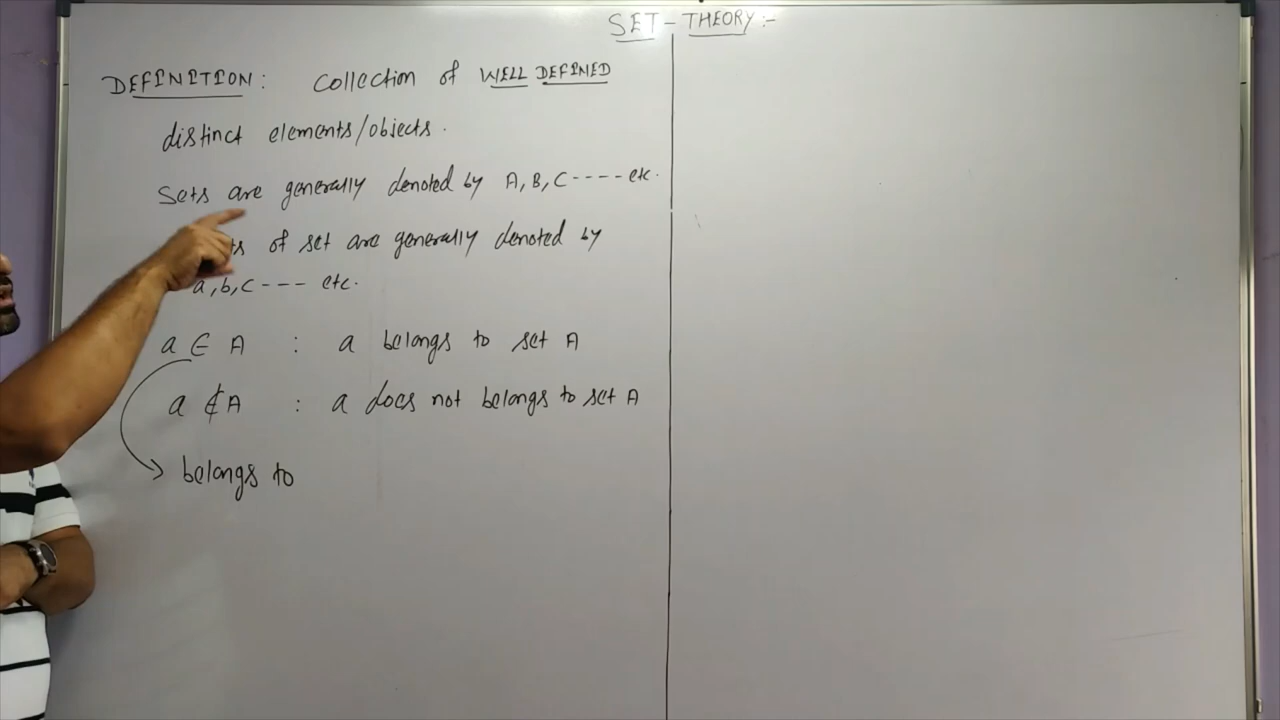 SET - THEORY :-
DEFINITION : Collection of WELL DEFINED
distinct elements/objects.
Sets are generally denoted by A, B, C ---- etc.
of set are generally denoted by
a, b, c --- etc.
a ∈ A : a belongs to set A
a ∉ A : a does not belongs to set A
belongs to